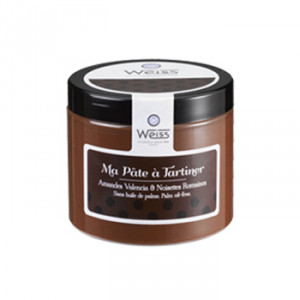 Weiss
Ma Pâte à Tartiner
Amandes Valencia & Noisettes Romaines
Sans huile de palme. Palm oil-free.